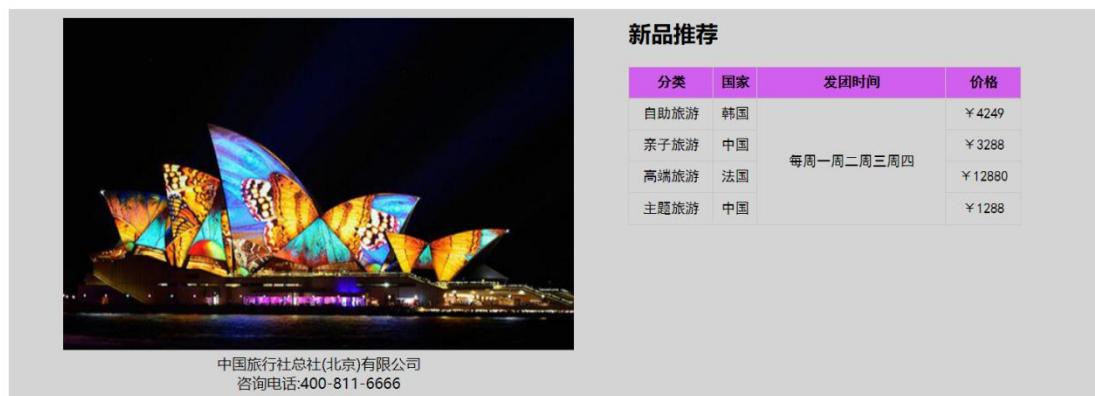 新品推荐
分类 国家 发团时间 价格
自助旅游 韩国 每周一周二周三周四 ￥4249
亲子旅游 中国 ￥3288
高端旅游 法国 ￥12880
主题旅游 中国 ￥1288
中国旅行社总社(北京)有限公司
咨询电话:400-811-6666